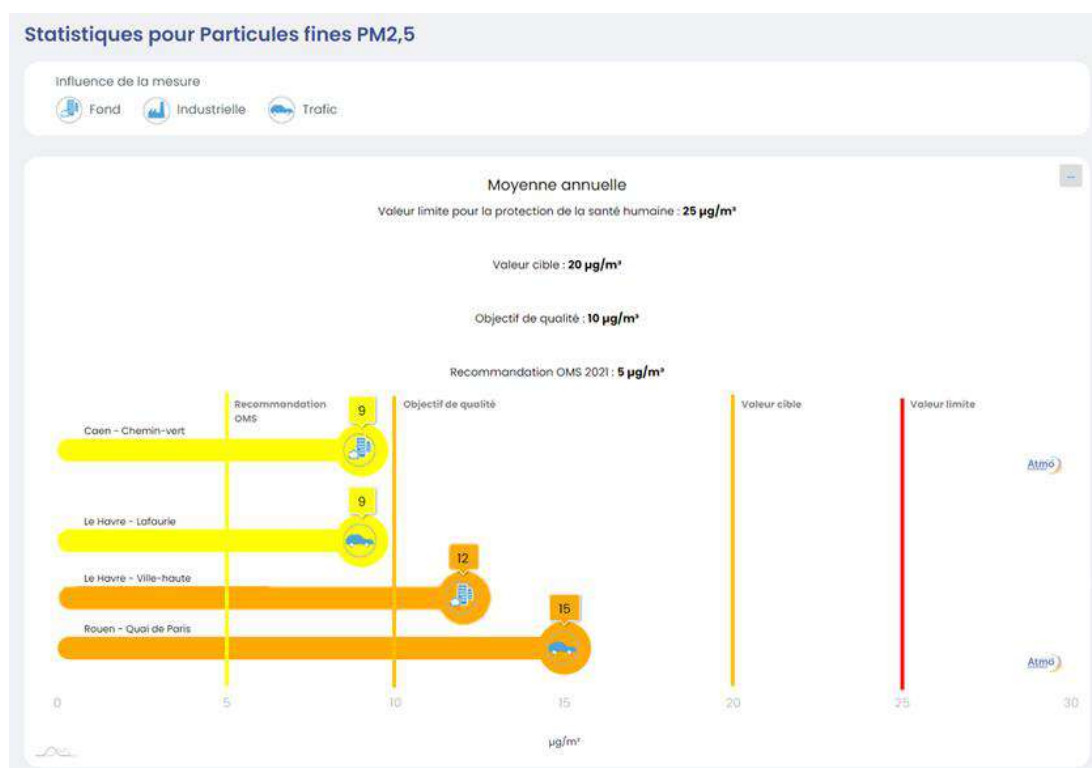 Statistiques pour Particules fines PM2,5
Influence de la mesure
Fond Industrielle Trafic
...
Moyenne annuelle
Valeur limite pour la protection de la santé humaine : 25 µg/m³
Valeur cible : 20 µg/m³
Objectif de qualité : 10 µg/m³
Recommandation OMS 2021 : 5 µg/m³
Recommandation
OMS
Objectif de qualité
Valeur cible
Valeur limite
Caen - Chemin-vert
9
Atmo
Le Havre - Lafaurie
9
Le Havre - Ville-haute
12
Rouen - Quai de Paris
15
Atmo
0 5 10 15 20 25 30
µg/m³